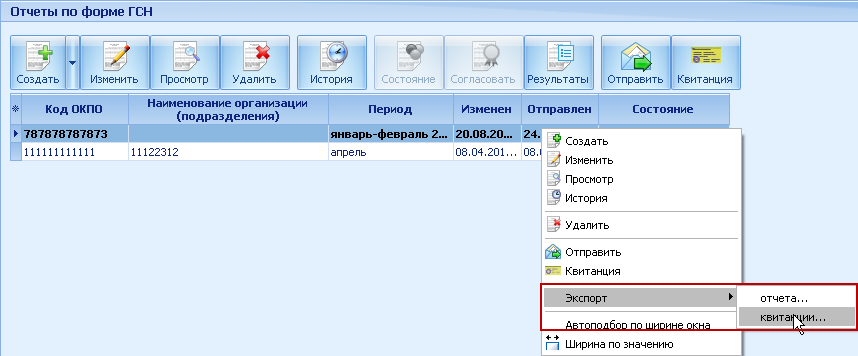 Отчеты по форме ГСН
Создать Изменить Просмотр Удалить История Состояние Согласовать Результаты Отправить Квитанция
Код ОКПО Наименование организации (подразделения) Период Изменен Отправлен Состояние
787878787873 январь-февраль 2... 20.08.20... 24.
111111111111 11122312 апрель 08.04.201... 08.0
Создать
Изменить
Просмотр
История
Удалить
Отправить
Квитанция
Экспорт
отчета...
квитанции...
Автоподбор по ширине окна
Ширина по значению